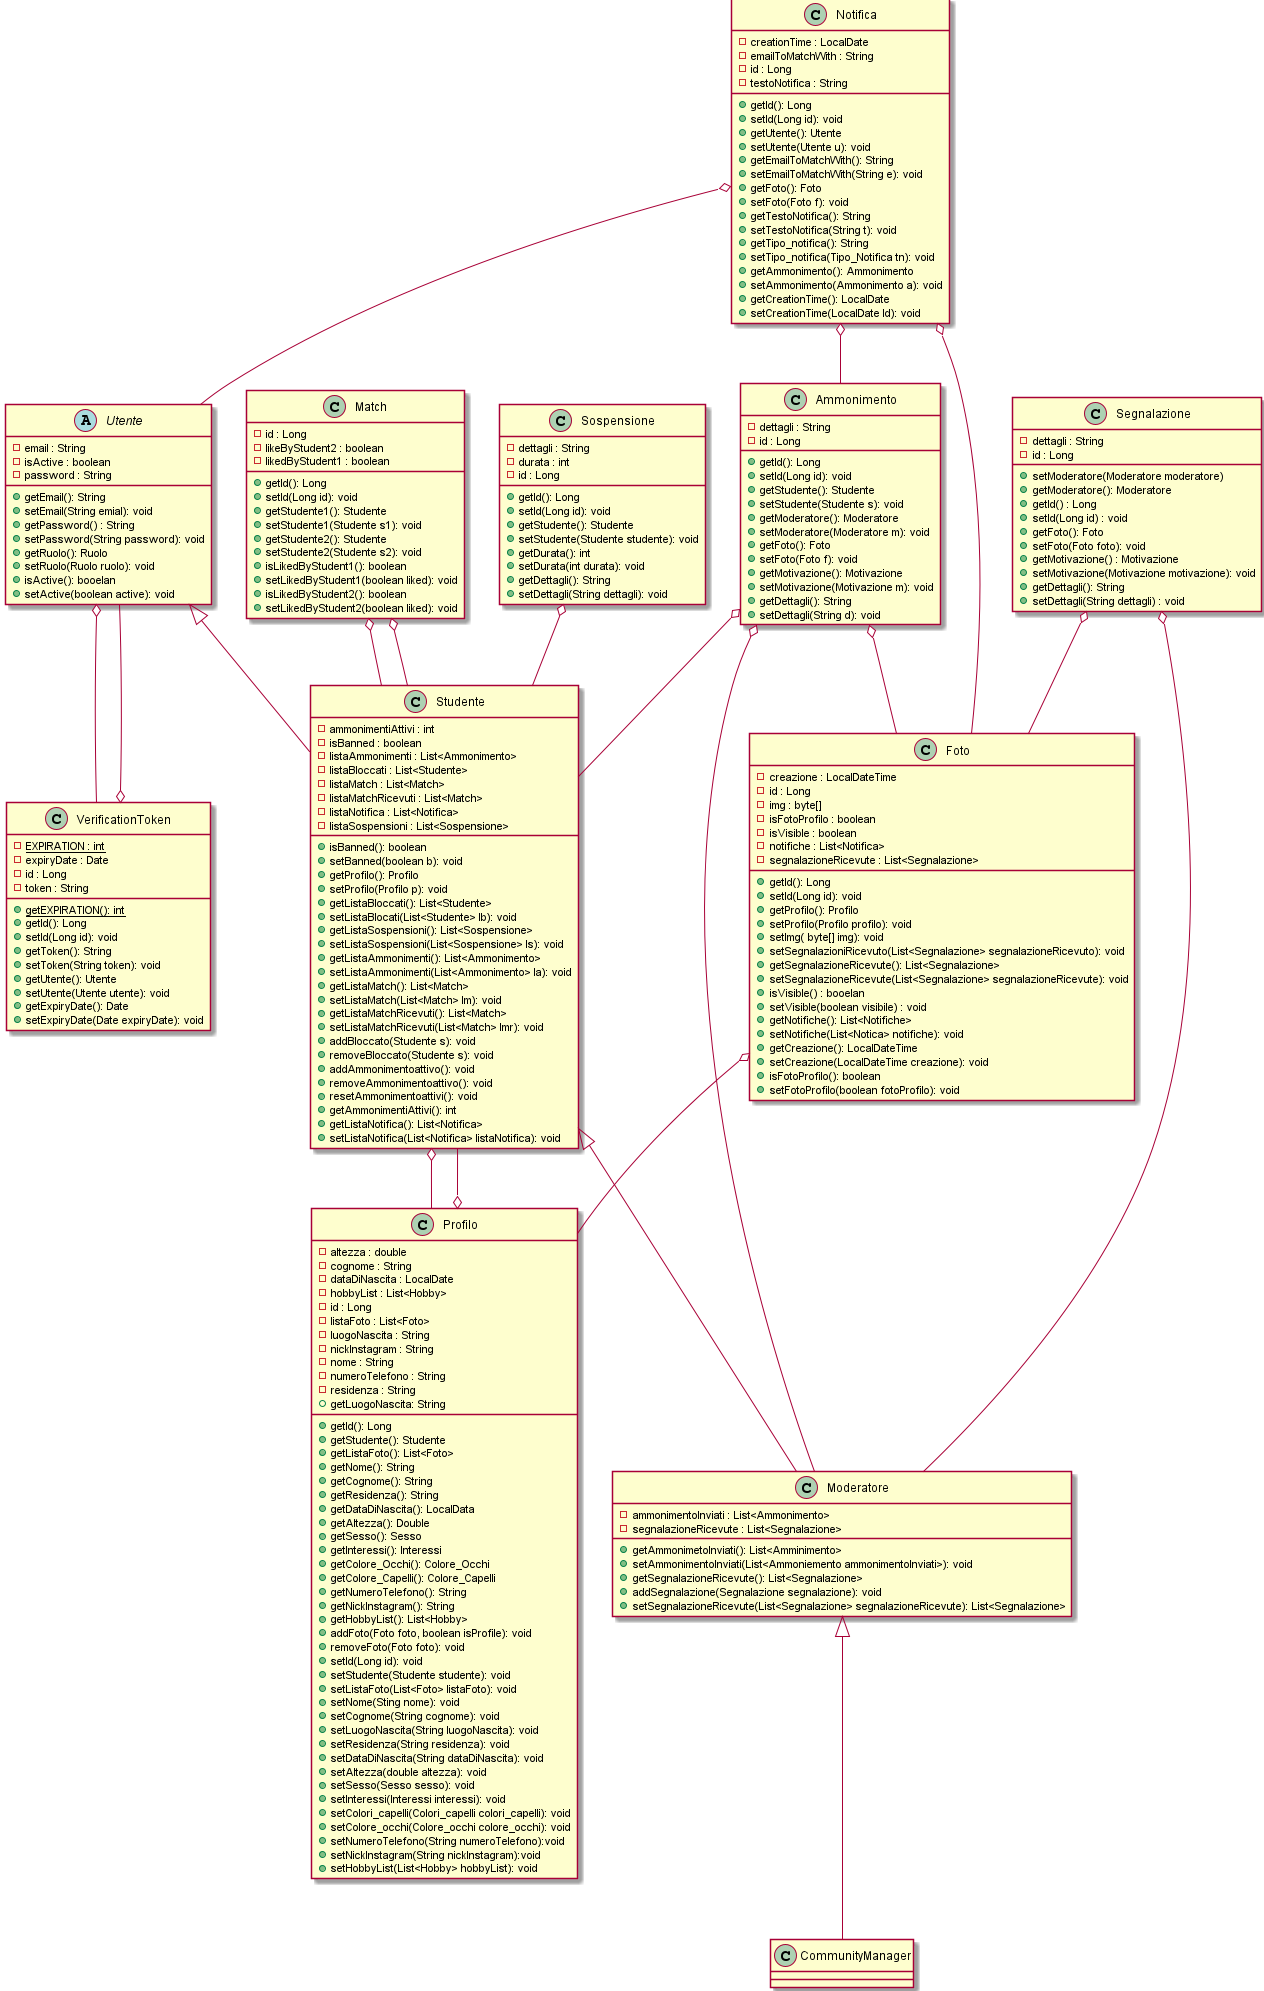 C Notifica
creationTime : LocalDate
emailToMatchWith : String
id : Long
testoNotifica : String
getId(): Long
setId(Long id): void
getUtente(): Utente
setUtente(Utente u): void
getEmailToMatchWith(): String
setEmailToMatchWith(String e): void
getFoto(): Foto
setFoto(Foto f): void
getTestoNotifica(): String
setTestoNotifica(String t): void
getTipo_notifica(): String
setTipo_notifica(Tipo_Notifica tn): void
getAmmonimento(): Ammonimento
setAmmonimento(Ammonimento a): void
getCreationTime(): LocalDate
setCreationTime(LocalDate ld): void
A Utente
email : String
isActive : boolean
password : String
getEmail(): String
setEmail(String emial): void
getPassword() : String
setPassword(String password): void
getRuolo(): Ruolo
setRuolo(Ruolo ruolo): void
isActive(): booelan
setActive(boolean active): void
C Match
id : Long
likeByStudent2 : boolean
likedByStudent1 : boolean
getId(): Long
setId(Long id): void
getStudente1(): Studente
setStudente1(Studente s1): void
getStudente2(): Studente
setStudente2(Studente s2): void
isLikedByStudent1(): boolean
setLikedByStudent1(boolean liked): void
isLikedByStudent2(): boolean
setLikedByStudent2(boolean liked): void
C Sospensione
dettagli : String
durata : int
id : Long
getId(): Long
setId(Long id): void
getStudente(): Studente
setStudente(Studente studente): void
getDurata(): int
setDurata(int durata): void
getDettagli(): String
setDettagli(String dettagli): void
C Ammonimento
dettagli : String
id : Long
getId(): Long
setId(Long id): void
getStudente(): Studente
setStudente(Studente s): void
getModeratore(): Moderatore
setModeratore(Moderatore m): void
getFoto(): Foto
setFoto(Foto f): void
getMotivazione(): Motivazione
setMotivazione(Motivazione m): void
getDettagli(): String
setDettagli(String d): void
C Segnalazione
dettagli : String
id : Long
setModeratore(Moderatore moderatore)
getModeratore(): Moderatore
getId() : Long
setId(Long id) : void
getFoto(): Foto
setFoto(Foto foto): void
getMotivazione() : Motivazione
setMotivazione(Motivazione motivazione): void
getDettagli(): String
setDettagli(String dettagli) : void
C Studente
ammonimentiAttivi : int
isBanned : boolean
listaAmmonimenti : List<Ammonimento>
listaBloccati : List<Studente>
listaMatch : List<Match>
listaMatchRicevuti : List<Match>
listaNotifica : List<Notifica>
listaSospensioni : List<Sospensione>
isBanned(): boolean
setBanned(boolean b): void
getProfilo(): Profilo
setProfilo(Profilo p): void
getListaBloccati(): List<Studente>
setListaBlocati(List<Studente> lb): void
getListaSospensioni(): List<Sospensione>
setListaSospensioni(List<Sospensione> ls): void
getListaAmmonimenti(): List<Ammonimento>
setListaAmmonimenti(List<Ammonimento> la): void
getListaMatch(): List<Match>
setListaMatch(List<Match> lm): void
getListaMatchRicevuti(): List<Match>
setListaMatchRicevuti(List<Match> lmr): void
addBloccato(Studente s): void
removeBloccato(Studente s): void
addAmmonimentoattivo(): void
removeAmmonimentoattivo(): void
resetAmmonimentoattivi(): void
getAmmonimentiAttivi(): int
getListaNotifica(): List<Notifica>
setListaNotifica(List<Notifica> listaNotifica): void
C Foto
creazione : LocalDateTime
id : Long
img : byte[]
isFotoProfilo : boolean
isVisible : boolean
notifiche : List<Notifica>
segnalazioneRicevute : List<Segnalazione>
getId(): Long
setId(Long id): void
getProfilo(): Profilo
setProfilo(Profilo profilo): void
setImg( byte[] img): void
setSegnalazioniRicevuto(List<Segnalazione> segnalazioneRicevuto): void
getSegnalazioneRicevute(): List<Segnalazione>
setSegnalazioneRicevute(List<Segnalazione> segnalazioneRicevute): void
isVisible() : booelan
setVisible(boolean visibile) : void
getNotifiche(): List<Notifiche>
setNotifiche(List<Notica> notifiche): void
getCreazione(): LocalDateTime
setCreazione(LocalDateTime creazione): void
isFotoProfilo(): boolean
setFotoProfilo(boolean fotoProfilo): void
C VerificationToken
EXPIRATION : int
expiryDate : Date
id : Long
token : String
getEXPIRATION(): int
getId(): Long
setId(Long id): void
getToken(): String
setToken(String token): void
getUtente(): Utente
setUtente(Utente utente): void
getExpiryDate(): Date
setExpiryDate(Date expiryDate): void
C Profilo
altezza : double
cognome : String
dataDiNascita : LocalDate
hobbyList : List<Hobby>
id : Long
listaFoto : List<Foto>
luogoNascita : String
nickInstagram : String
nome : String
numeroTelefono : String
residenza : String
getLuogoNascita: String
getId(): Long
getStudente(): Studente
getListaFoto(): List<Foto>
getNome(): String
getCognome(): String
getResidenza(): String
getDataDiNascita(): LocalData
getAltezza(): Double
getSesso(): Sesso
getInteressi(): Interessi
getColore_Occhi(): Colore_Occhi
getColore_Capelli(): Colore_Capelli
getNumeroTelefono(): String
getNickInstagram(): String
getHobbyList(): List<Hobby>
addFoto(Foto foto, boolean isProfile): void
removeFoto(Foto foto): void
setId(Long id): void
setStudente(Studente studente): void
setListaFoto(List<Foto> listaFoto): void
setNome(Sting nome): void
setCognome(String cognome): void
setLuogoNascita(String luogoNascita): void
setResidenza(String residenza): void
setDataDiNascita(String dataDiNascita): void
setAltezza(double altezza): void
setSesso(Sesso sesso): void
setInteressi(Interessi interessi): void
setColori_capelli(Colori_capelli colori_capelli): void
setColore_occhi(Colore_occhi colore_occhi): void
setNumeroTelefono(String numeroTelefono):void
setNickInstagram(String nickInstagram):void
setHobbyList(List<Hobby> hobbyList): void
C Moderatore
ammonimentoInviati : List<Ammonimento>
segnalazioneRicevute : List<Segnalazione>
getAmmonimetoInviati(): List<Amminimento>
setAmmonimentoInviati(List<Ammoniemento ammonimentoInviati>): void
getSegnalazioneRicevute(): List<Segnalazione>
addSegnalazione(Segnalazione segnalazione): void
setSegnalazioneRicevute(List<Segnalazione> segnalazioneRicevute): List<Segnalazione>
C CommunityManager